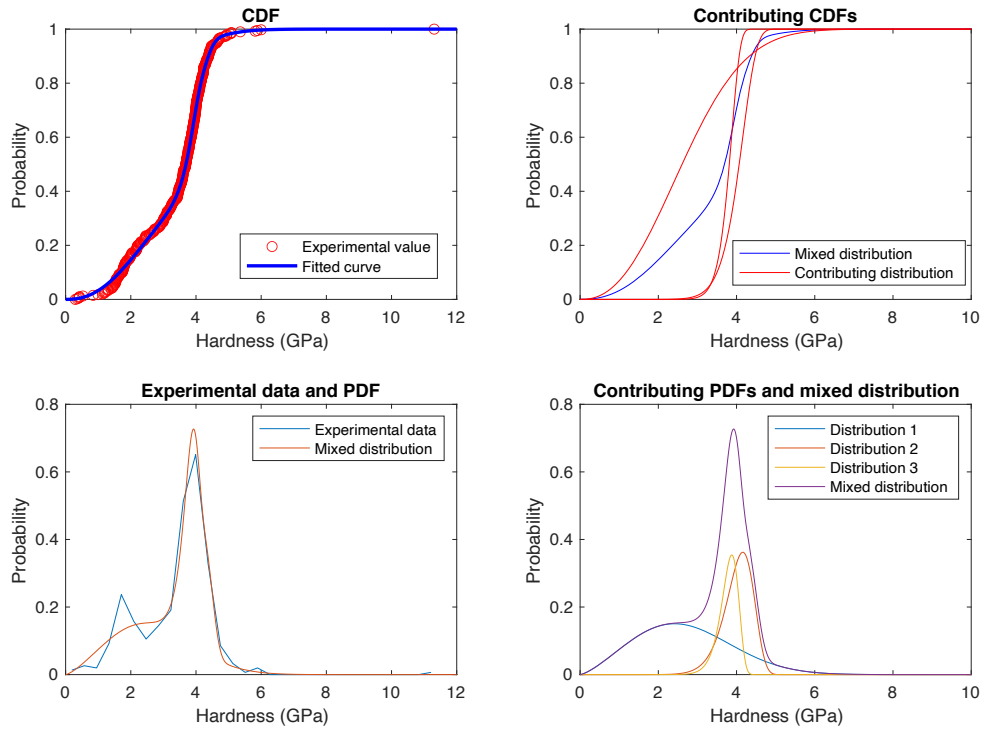 CDF
1
0.8
0.6
0.4
0.2
0
Probability
Experimental value
Fitted curve
0 2 4 6 8 10 12
Hardness (GPa)
Contributing CDFs
1
0.8
0.6
0.4
0.2
0
Probability
Mixed distribution
Contributing distribution
0 2 4 6 8 10
Hardness (GPa)
Experimental data and PDF
0.8
0.6
0.4
0.2
0
Probability
Experimental data
Mixed distribution
0 2 4 6 8 10 12
Hardness (GPa)
Contributing PDFs and mixed distribution
0.8
0.6
0.4
0.2
0
Probability
Distribution 1
Distribution 2
Distribution 3
Mixed distribution
0 2 4 6 8 10
Hardness (GPa)